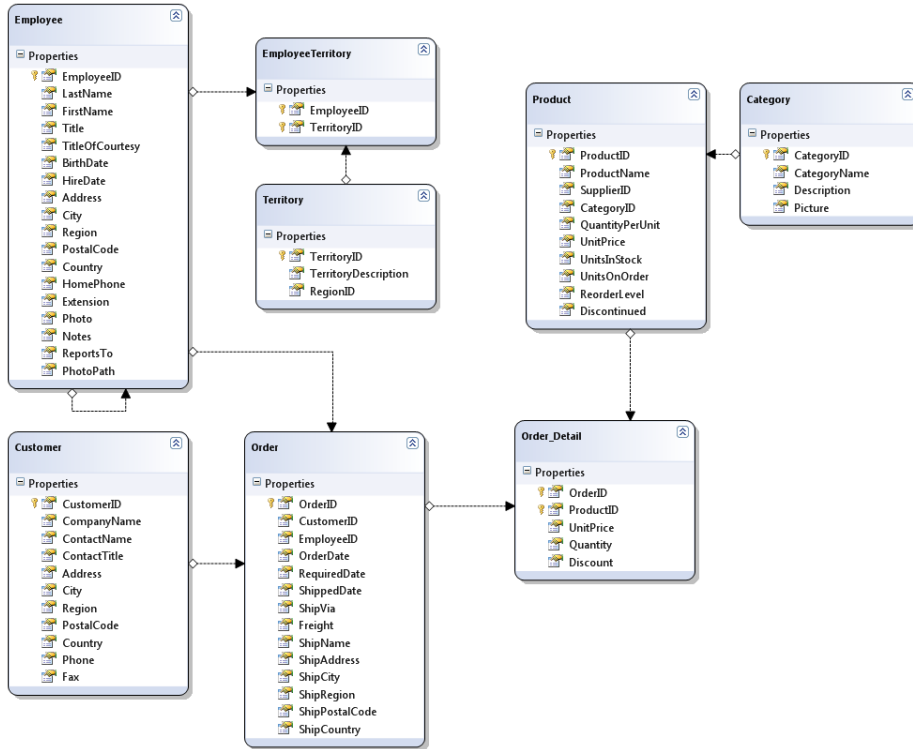 Employee
Properties
EmployeeID
LastName
FirstName
Title
TitleOfCourtesy
BirthDate
HireDate
Address
City
Region
PostalCode
Country
HomePhone
Extension
Photo
Notes
ReportsTo
PhotoPath
EmployeeTerritory
Properties
EmployeeID
TerritoryID
Territory
Properties
TerritoryID
TerritoryDescription
RegionID
Product
Properties
ProductID
ProductName
SupplierID
CategoryID
QuantityPerUnit
UnitPrice
UnitsInStock
UnitsOnOrder
ReorderLevel
Discontinued
Category
Properties
CategoryID
CategoryName
Description
Picture
Customer
Properties
CustomerID
CompanyName
ContactName
ContactTitle
Address
City
Region
PostalCode
Country
Phone
Fax
Order
Properties
OrderID
CustomerID
EmployeeID
OrderDate
RequiredDate
ShippedDate
ShipVia
Freight
ShipName
ShipAddress
ShipCity
ShipRegion
ShipPostalCode
ShipCountry
Order_Detail
Properties
OrderID
ProductID
UnitPrice
Quantity
Discount